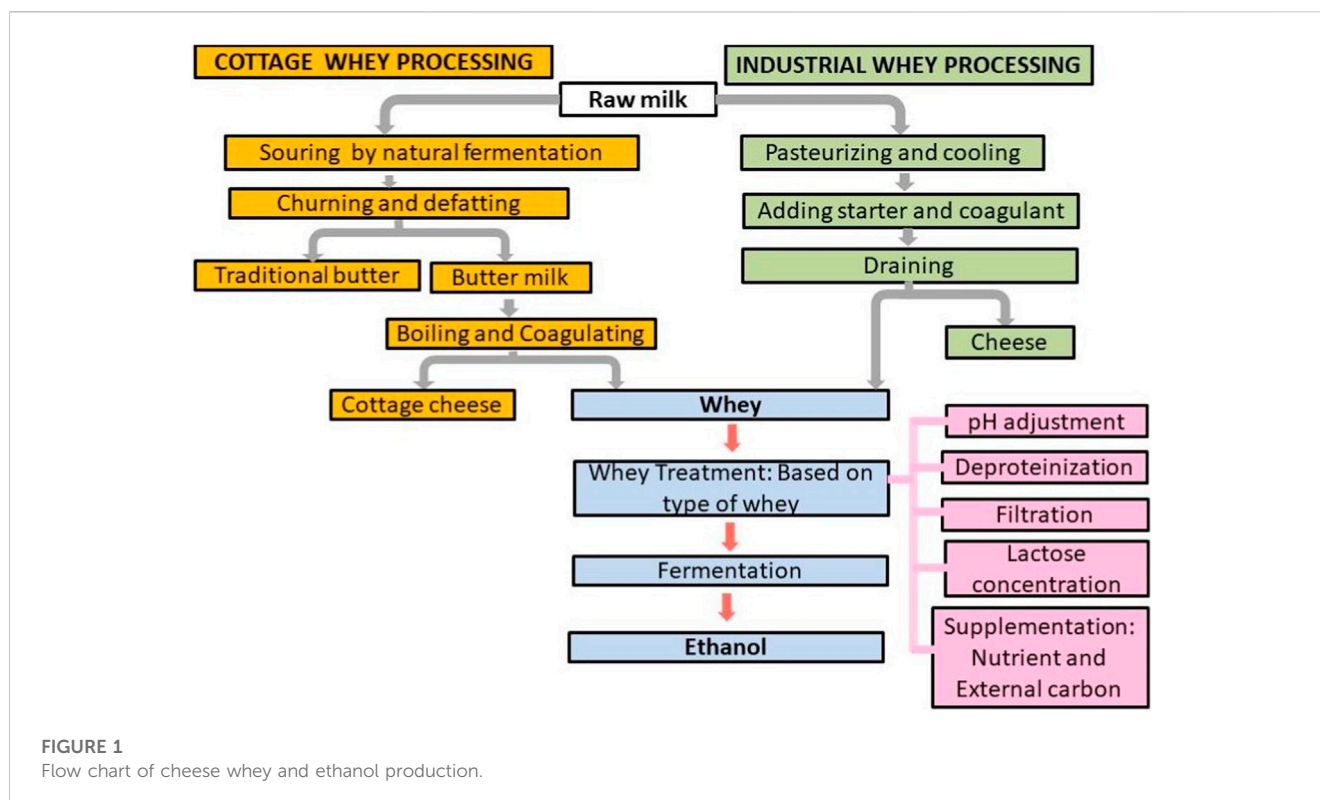 COTTAGE WHEY PROCESSING
INDUSTRIAL WHEY PROCESSING
Raw milk
Souring by natural fermentation
Pasteurizing and cooling
Churning and defatting
Adding starter and coagulant
Traditional butter
Butter milk
Draining
Boiling and Coagulating
Cheese
Cottage cheese
Whey
pH adjustment
Whey Treatment: Based on
type of whey
Deproteinization
Filtration
Lactose
concentration
Fermentation
Supplementation:
Nutrient and
External carbon
Ethanol
FIGURE 1
Flow chart of cheese whey and ethanol production.